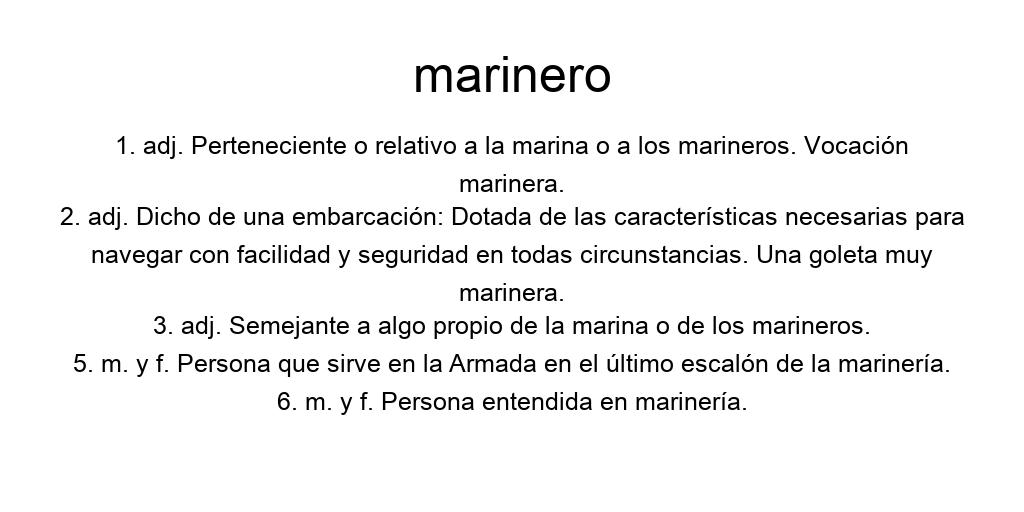 marinero
1. adj. Perteneciente o relativo a la marina o a los marineros. Vocación
marinera.
2. adj. Dicho de una embarcación: Dotada de las características necesarias para
navegar con facilidad y seguridad en todas circunstancias. Una goleta muy
marinera.
3. adj. Semejante a algo propio de la marina o de los marineros.
5. m. y f. Persona que sirve en la Armada en el último escalón de la marinería.
6. m. y f. Persona entendida en marinería.